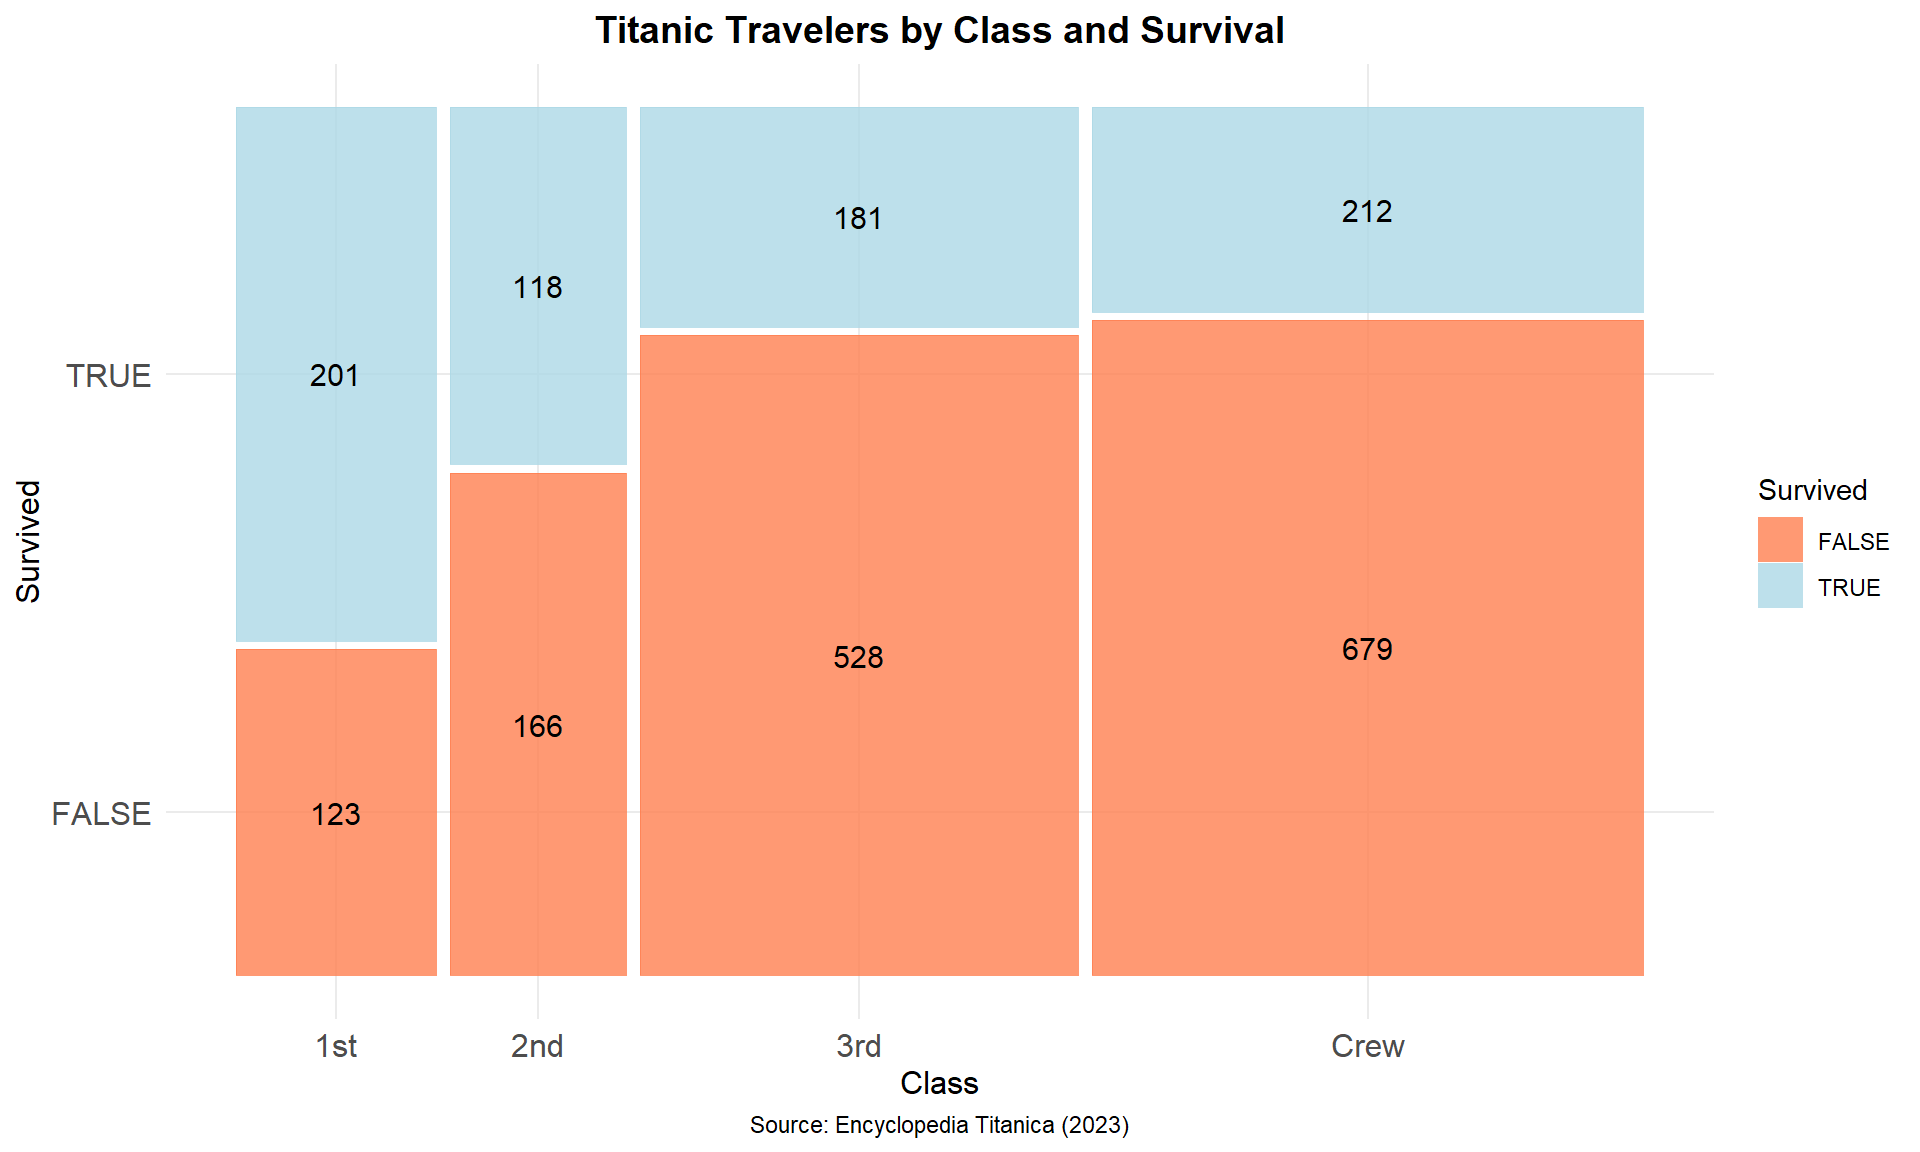 Titanic Travelers by Class and Survival
181
212
118
TRUE
201
Survived
Survived
FALSE
TRUE
528
679
166
FALSE
123
1st 2nd 3rd Crew
Class
Source: Encyclopedia Titanica (2023)